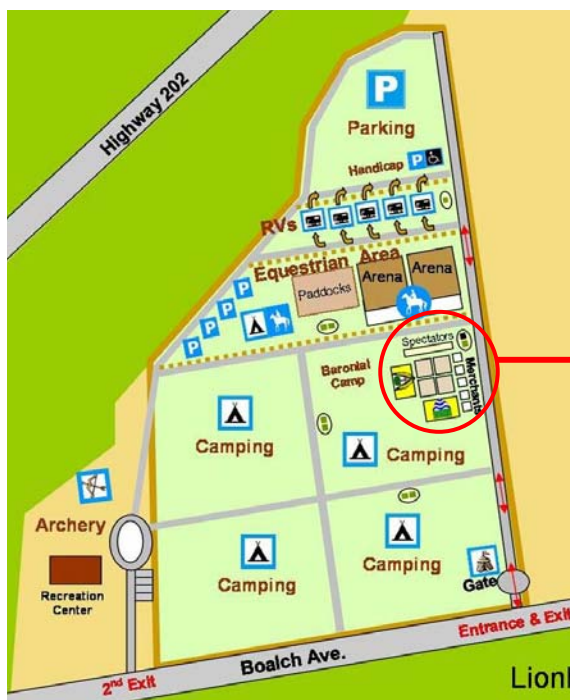 Highway 202
P
Parking
Handicap
P
RVs
Equestrian Area
Arena
Arena
Paddocks
P
P
P
P
Spectators
Baronial
Camp
Merchants
Camping
Camping
Archery
Camping
Camping
Gate
Recreation
Center
Entrance & Exit
Boalch Ave.
2nd Exit
Lion